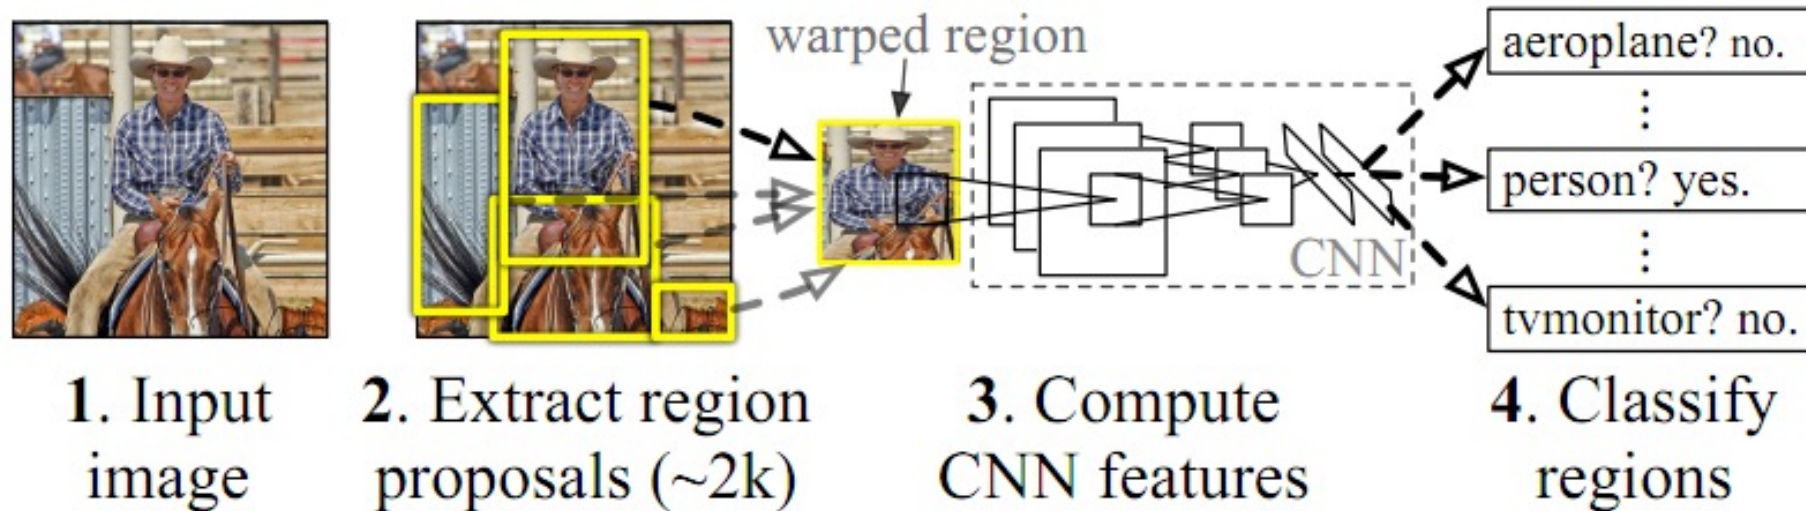 warped region
aeroplane? no.
⋮
person? yes.
⋮
tvmonitor? no.
CNN
1. Input
image
2. Extract region
proposals (~2k)
3. Compute
CNN features
4. Classify
regions